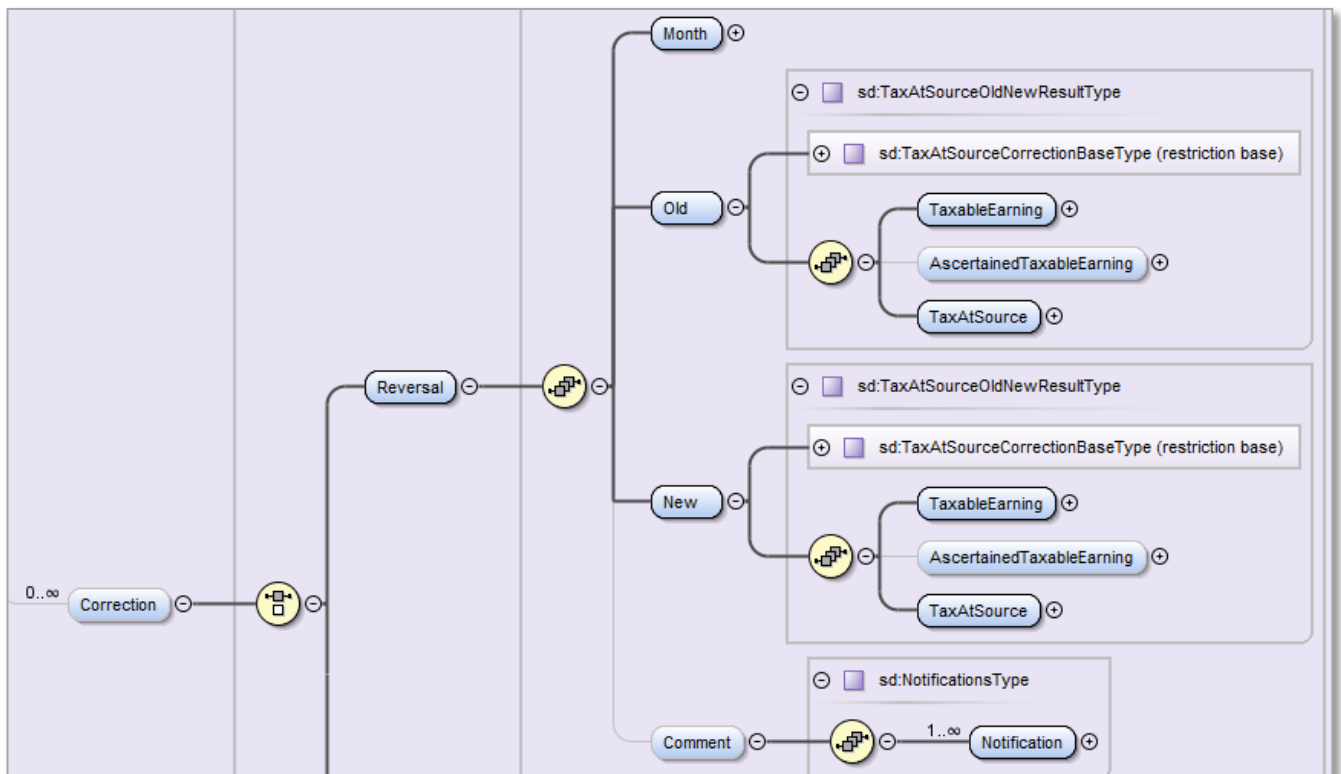 Month
sd:TaxAtSourceOldNewResultType
sd:TaxAtSourceCorrectionBaseType (restriction base)
Old
TaxableEarning
AscertainedTaxableEarning
TaxAtSource
Reversal
sd:TaxAtSourceOldNewResultType
sd:TaxAtSourceCorrectionBaseType (restriction base)
New
TaxableEarning
AscertainedTaxableEarning
TaxAtSource
0..∞
Correction
sd:NotificationsType
Comment
1..∞
Notification